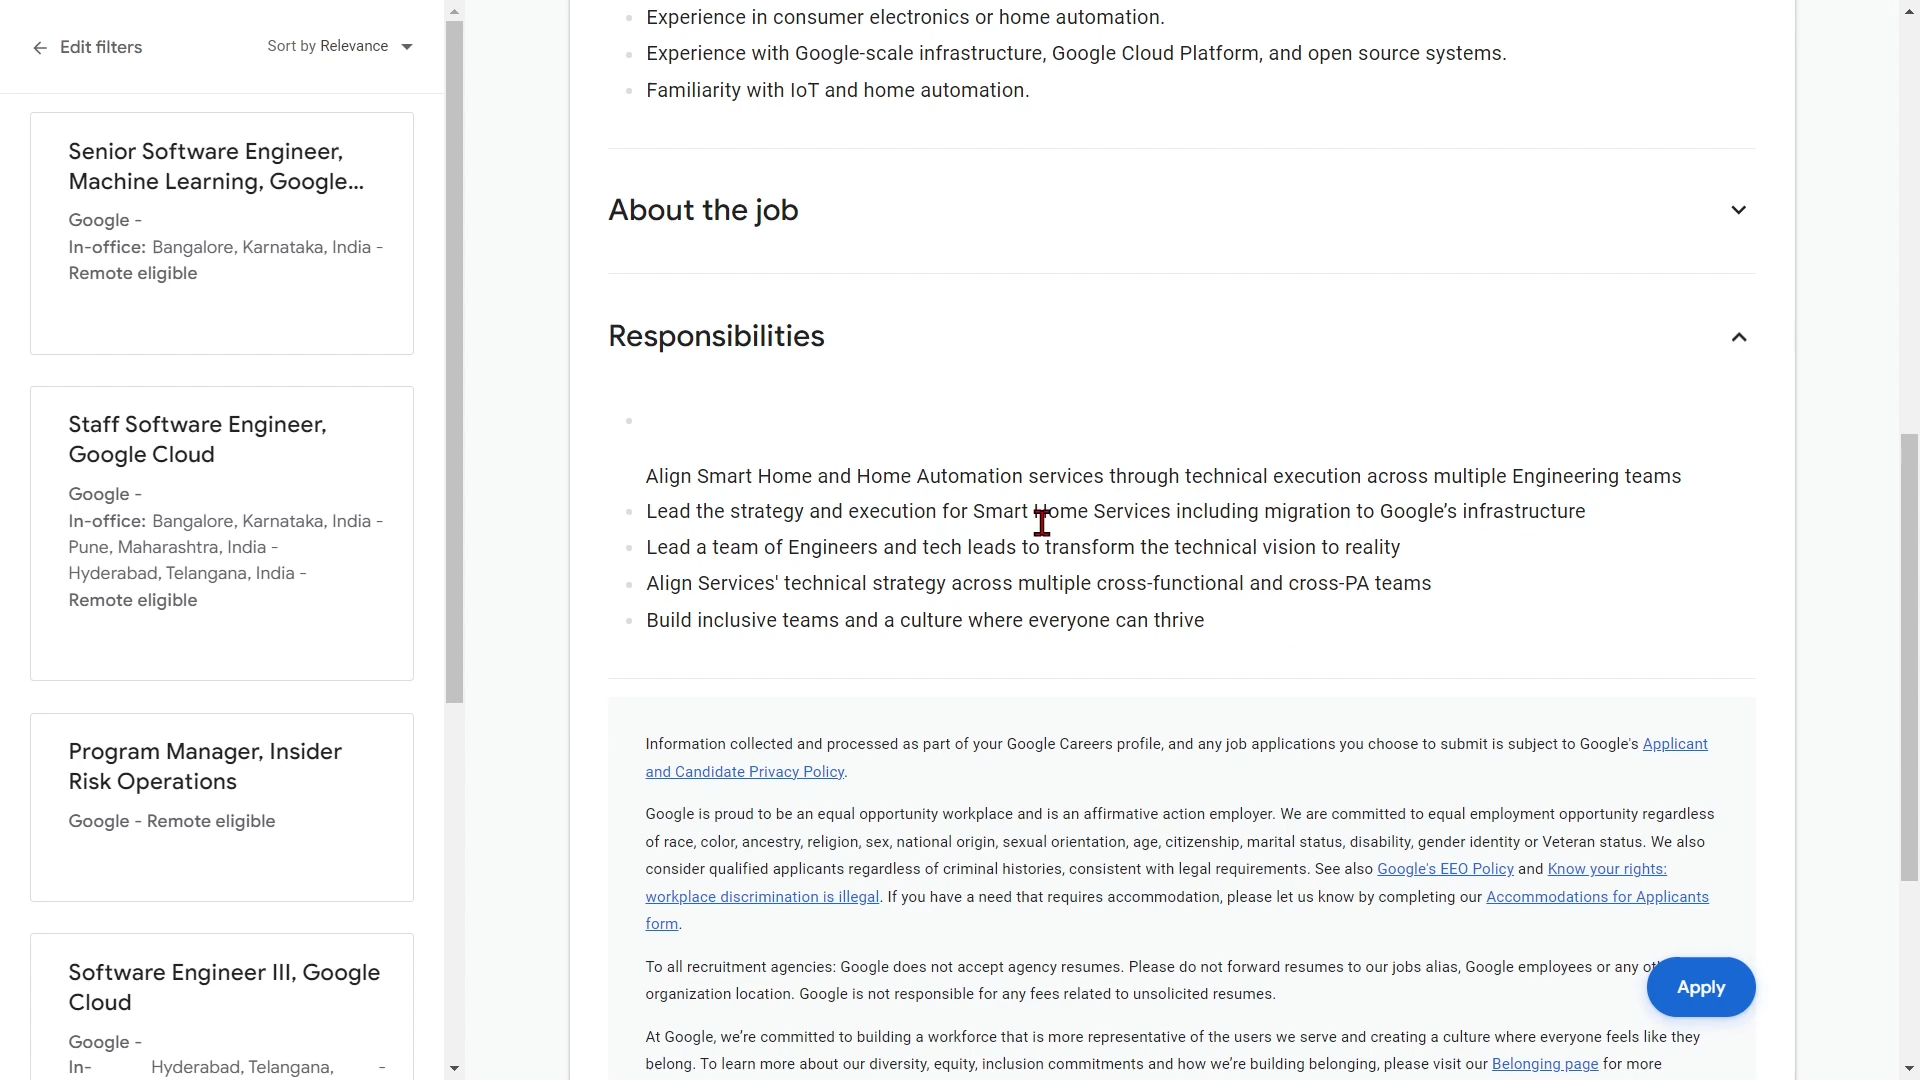 Edit filters
Sort by Relevance
Senior Software Engineer,
Machine Learning, Google...
Google -
In-office: Bangalore, Karnataka, India -
Remote eligible
Staff Software Engineer,
Google Cloud
Google -
In-office: Bangalore, Karnataka, India -
Pune, Maharashtra, India -
Hyderabad, Telangana, India -
Remote eligible
Program Manager, Insider
Risk Operations
Google - Remote eligible
Software Engineer III, Google
Cloud
Google -
In- Hyderabad, Telangana, -
Experience in consumer electronics or home automation.
Experience with Google-scale infrastructure, Google Cloud Platform, and open source systems.
Familiarity with IoT and home automation.
About the job
Responsibilities
Align Smart Home and Home Automation services through technical execution across multiple Engineering teams
Lead the strategy and execution for Smart Home Services including migration to Google’s infrastructure
Lead a team of Engineers and tech leads to transform the technical vision to reality
Align Services' technical strategy across multiple cross-functional and cross-PA teams
Build inclusive teams and a culture where everyone can thrive
Information collected and processed as part of your Google Careers profile, and any job applications you choose to submit is subject to Google's Applicant
and Candidate Privacy Policy.
Google is proud to be an equal opportunity workplace and is an affirmative action employer. We are committed to equal employment opportunity regardless
of race, color, ancestry, religion, sex, national origin, sexual orientation, age, citizenship, marital status, disability, gender identity or Veteran status. We also
consider qualified applicants regardless of criminal histories, consistent with legal requirements. See also Google's EEO Policy and Know your rights:
workplace discrimination is illegal. If you have a need that requires accommodation, please let us know by completing our Accommodations for Applicants
form.
To all recruitment agencies: Google does not accept agency resumes. Please do not forward resumes to our jobs alias, Google employees or any
organization location. Google is not responsible for any fees related to unsolicited resumes.
Apply
At Google, we’re committed to building a workforce that is more representative of the users we serve and creating a culture where everyone feels like they
belong. To learn more about our diversity, equity, inclusion commitments and how we’re building belonging, please visit our Belonging page for more